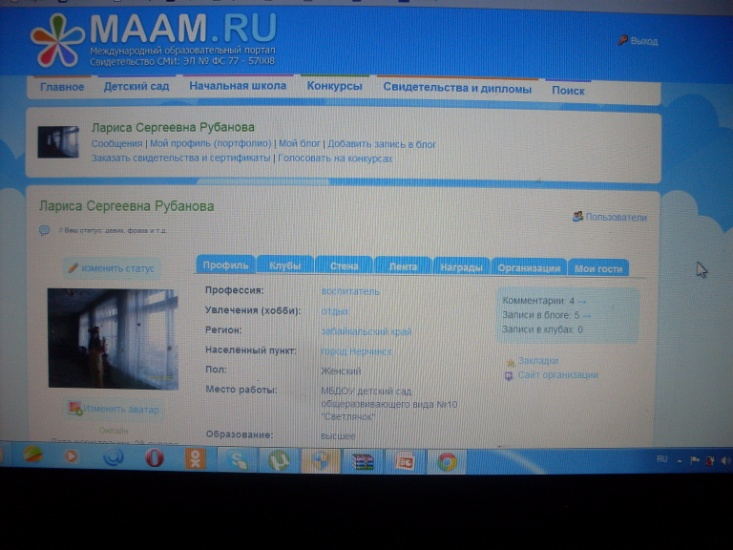 MAAM.RU
Международный образовательный портал
Свидетельство СМИ: ЭЛ № ФС 77 - 57008
Выход
Главное Детский сад Начальная школа Конкурсы Свидетельства и дипломы Поиск
Лариса Сергеевна Рубанова
Сообщения | Мой профиль (портфолио) | Мой блог | Добавить запись в блог
Заказать свидетельства и сертификаты | Голосовать на конкурсах
Лариса Сергеевна Рубанова
Пользователи
// Ваш статус: девиз, фраза и т.д.
изменить статус
Профиль Клубы Стена Лента Награды Организации Мои гости
Профессия: воспитатель
Увлечения (хобби): отдых
Регион: забайкальский край
Населённый пункт: город Нерчинск
Пол: Женский
Место работы: МБДОУ детский сад
общеразвивающего вида №10
"Светлячок"
Образование: высшее
Комментарии: 4 →
Записи в блоге: 5 →
Записи в клубах: 0
Закладки
Сайт организации
Изменить аватар
Онлайн
RU